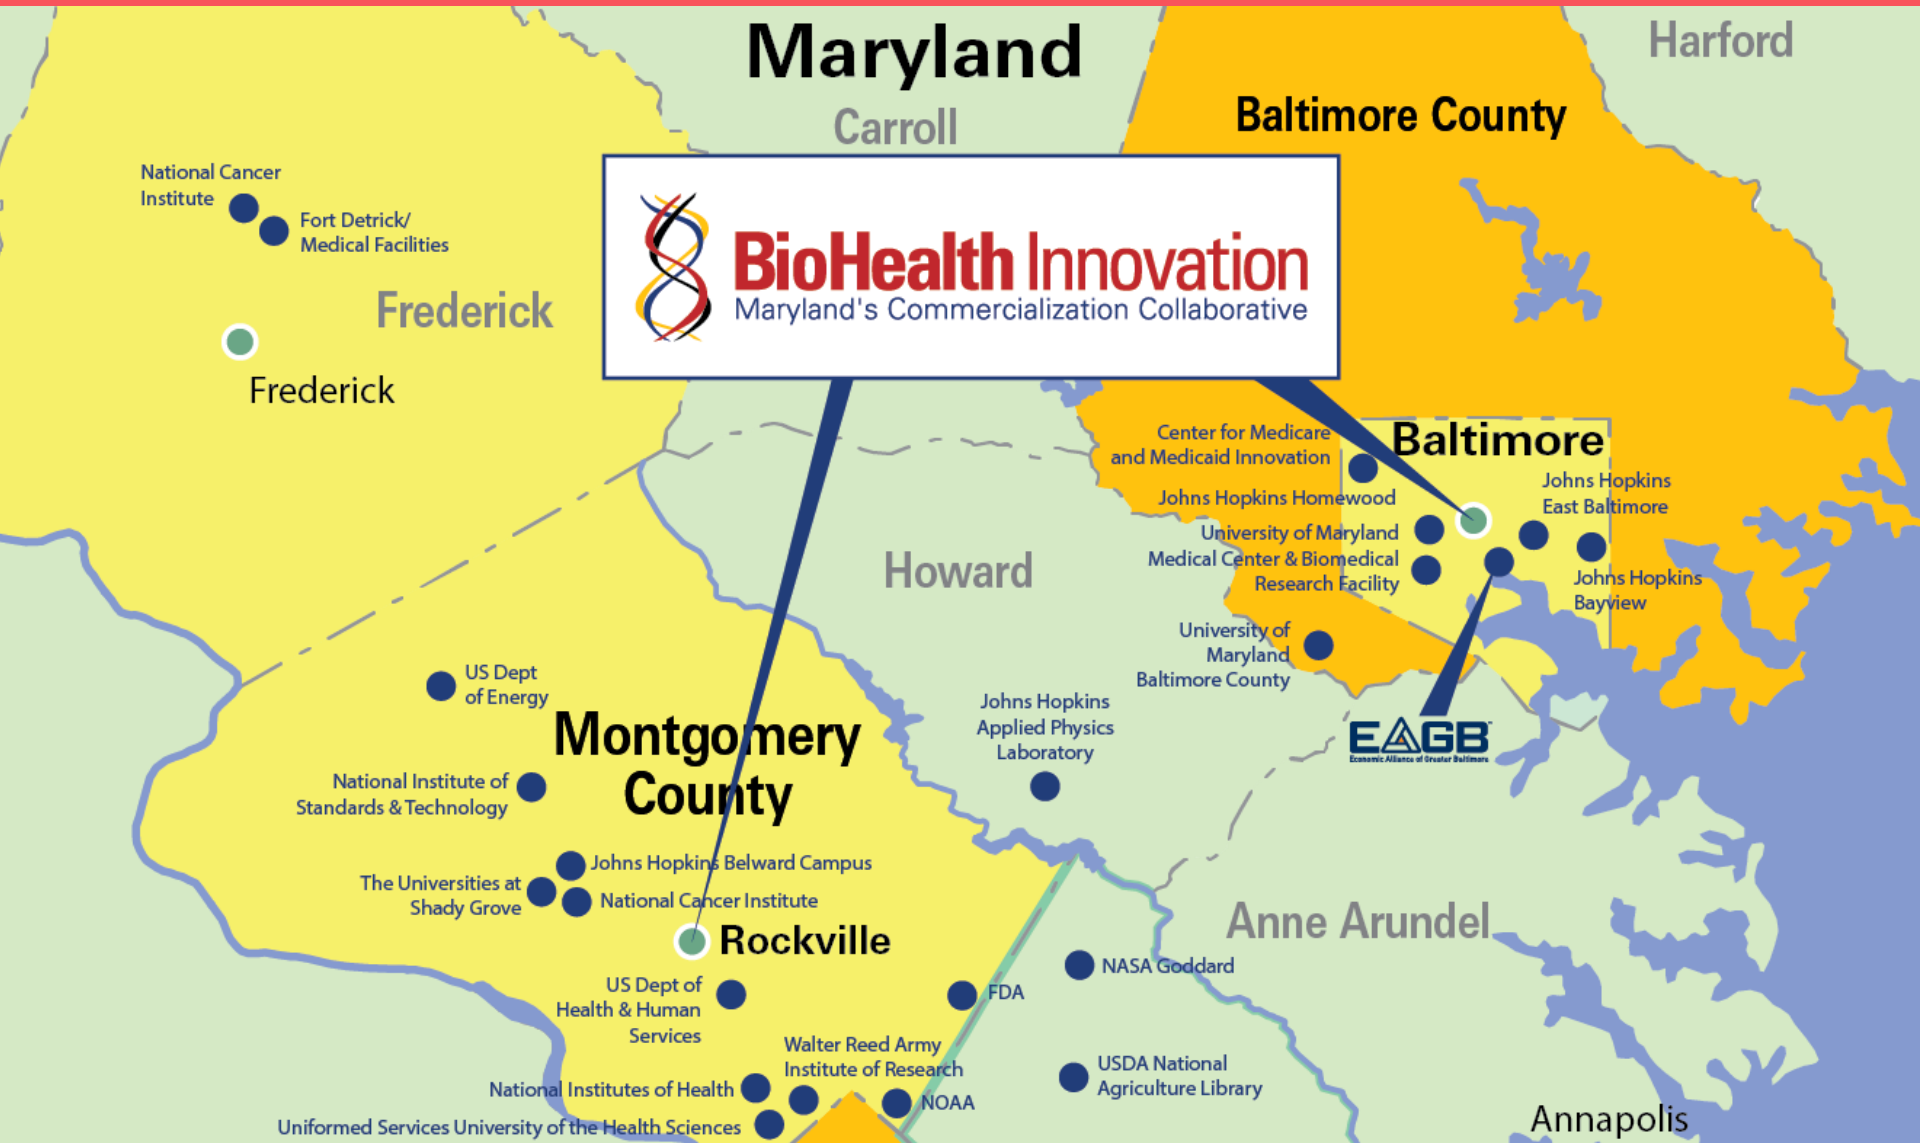 Maryland
Harford
Carroll
Baltimore County
National Cancer
Institute
Fort Detrick/
Medical Facilities
Frederick
Frederick
BioHealth Innovation
Maryland's Commercialization Collaborative
Center for Medicare
and Medicaid Innovation
Baltimore
Johns Hopkins
East Baltimore
Johns Hopkins Homewood
University of Maryland
Medical Center & Biomedical
Research Facility
Johns Hopkins
Bayview
Howard
University of
Maryland
Baltimore County
US Dept
of Energy
Montgomery
County
Johns Hopkins
Applied Physics
Laboratory
EAGB
Economic Alliance of Greater Baltimore
National Institute of
Standards & Technology
Johns Hopkins Belward Campus
The Universities at
Shady Grove
National Cancer Institute
Rockville
Anne Arundel
NASA Goddard
US Dept of
Health & Human
Services
FDA
Walter Reed Army
Institute of Research
USDA National
Agriculture Library
National Institutes of Health
NOAA
Uniformed Services University of the Health Sciences
Annapolis